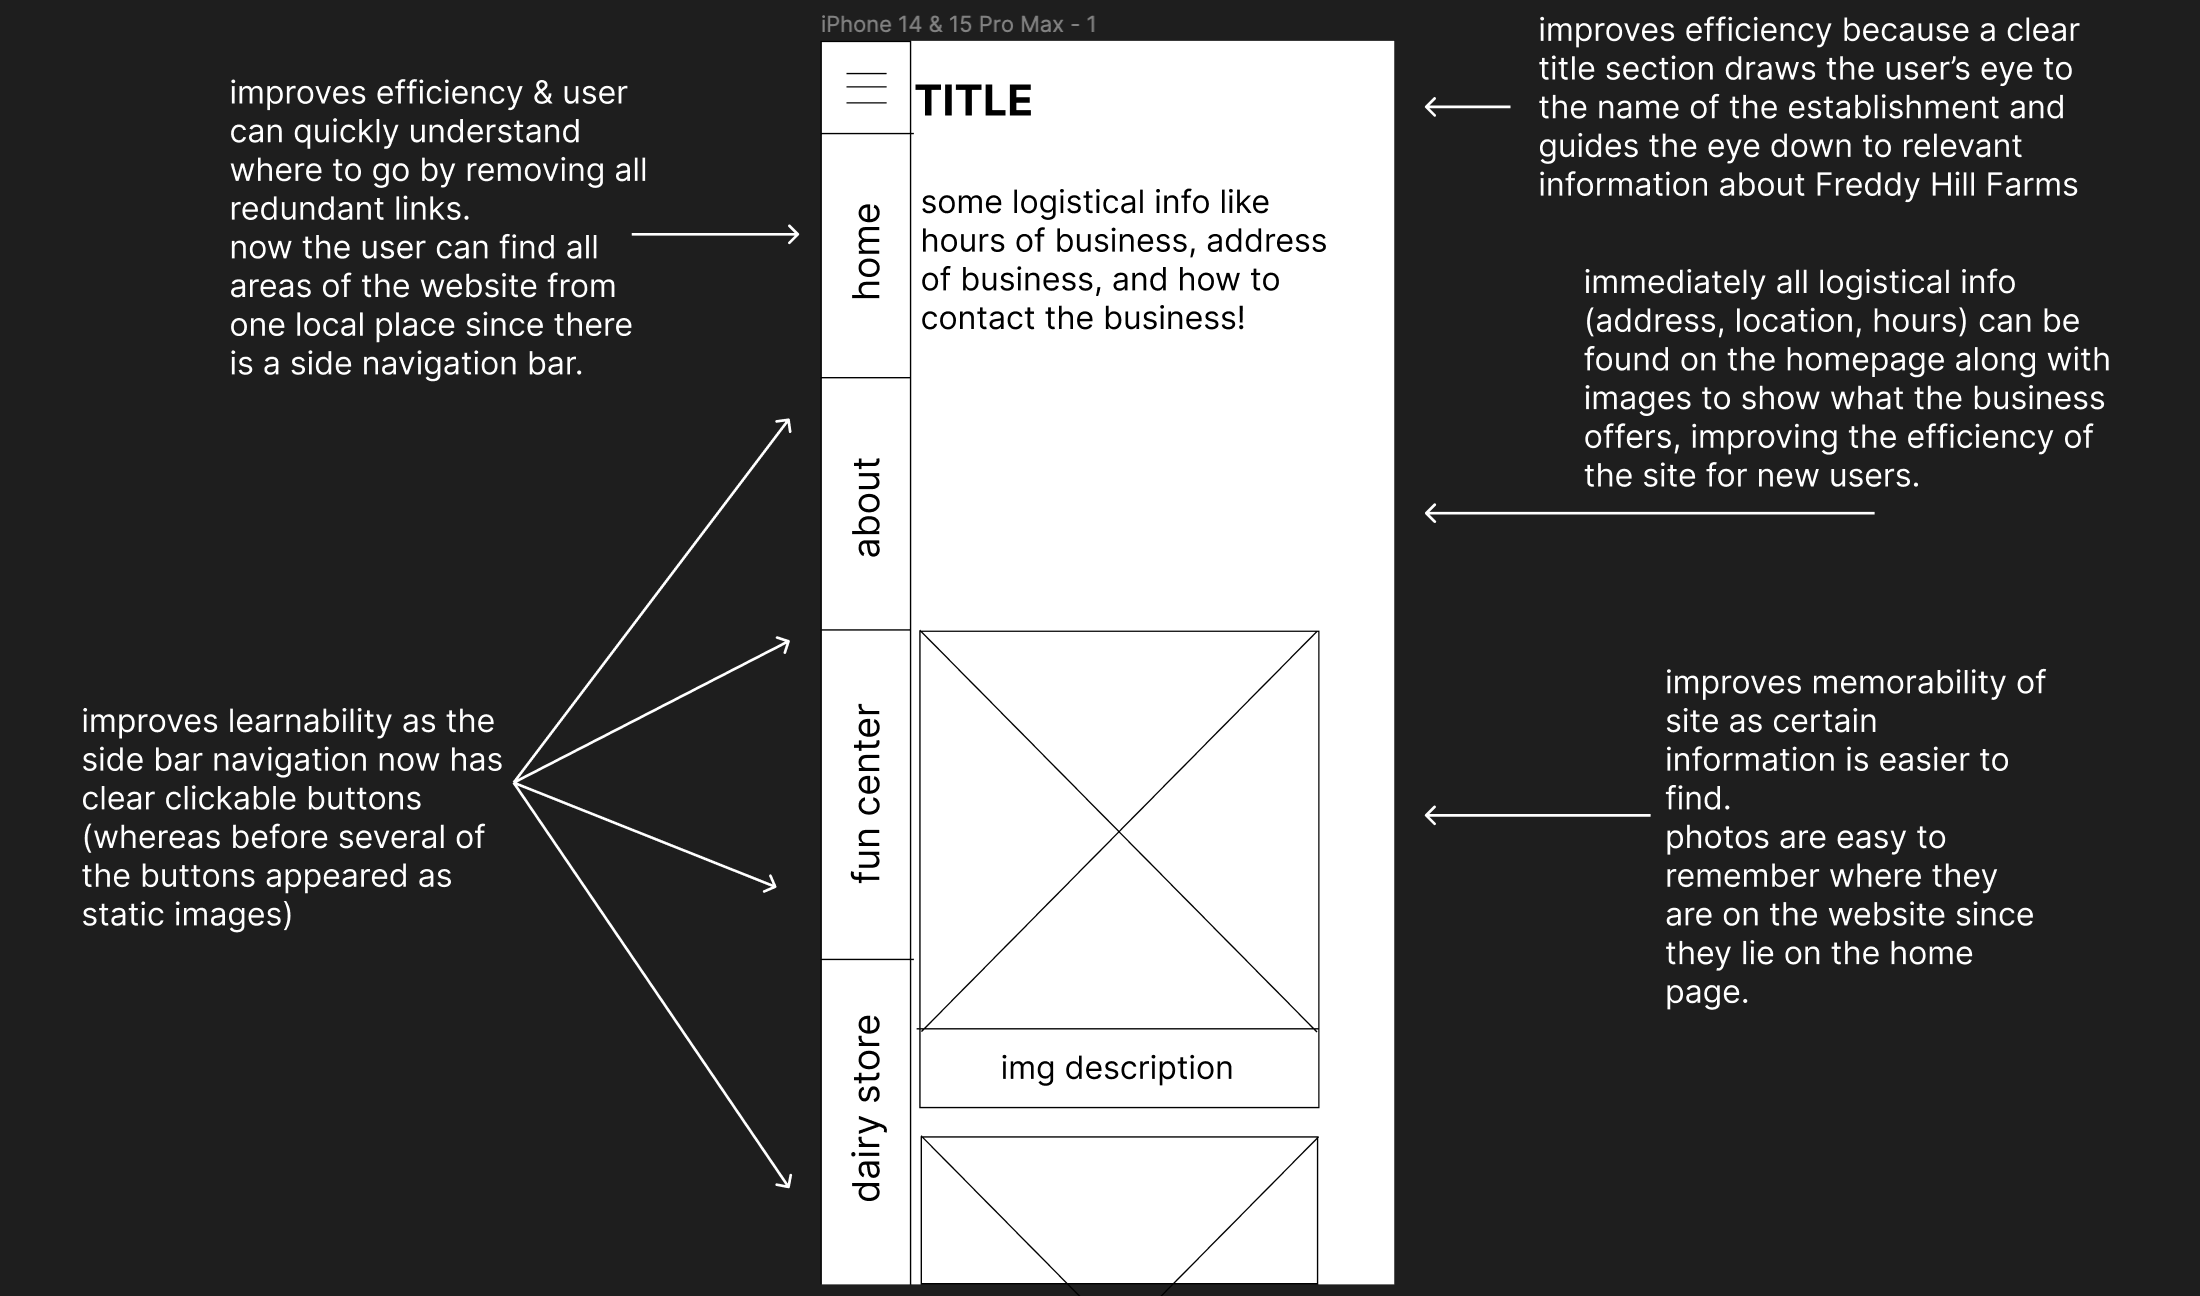 iPhone 14 & 15 Pro Max - 1
improves efficiency & user
can quickly understand
where to go by removing all
redundant links.
now the user can find all
areas of the website from
one local place since there
is a side navigation bar.
improves learnability as the
side bar navigation now has
clear clickable buttons
(whereas before several of
the buttons appeared as
static images)
home
about
fun center
dairy store
TITLE
some logistical info like
hours of business, address
of business, and how to
contact the business!
img description
improves efficiency because a clear
title section draws the user’s eye to
the name of the establishment and
guides the eye down to relevant
information about Freddy Hill Farms
immediately all logistical info
(address, location, hours) can be
found on the homepage along with
images to show what the business
offers, improving the efficiency of
the site for new users.
improves memorability of
site as certain
information is easier to
find.
photos are easy to
remember where they
are on the website since
they lie on the home
page.